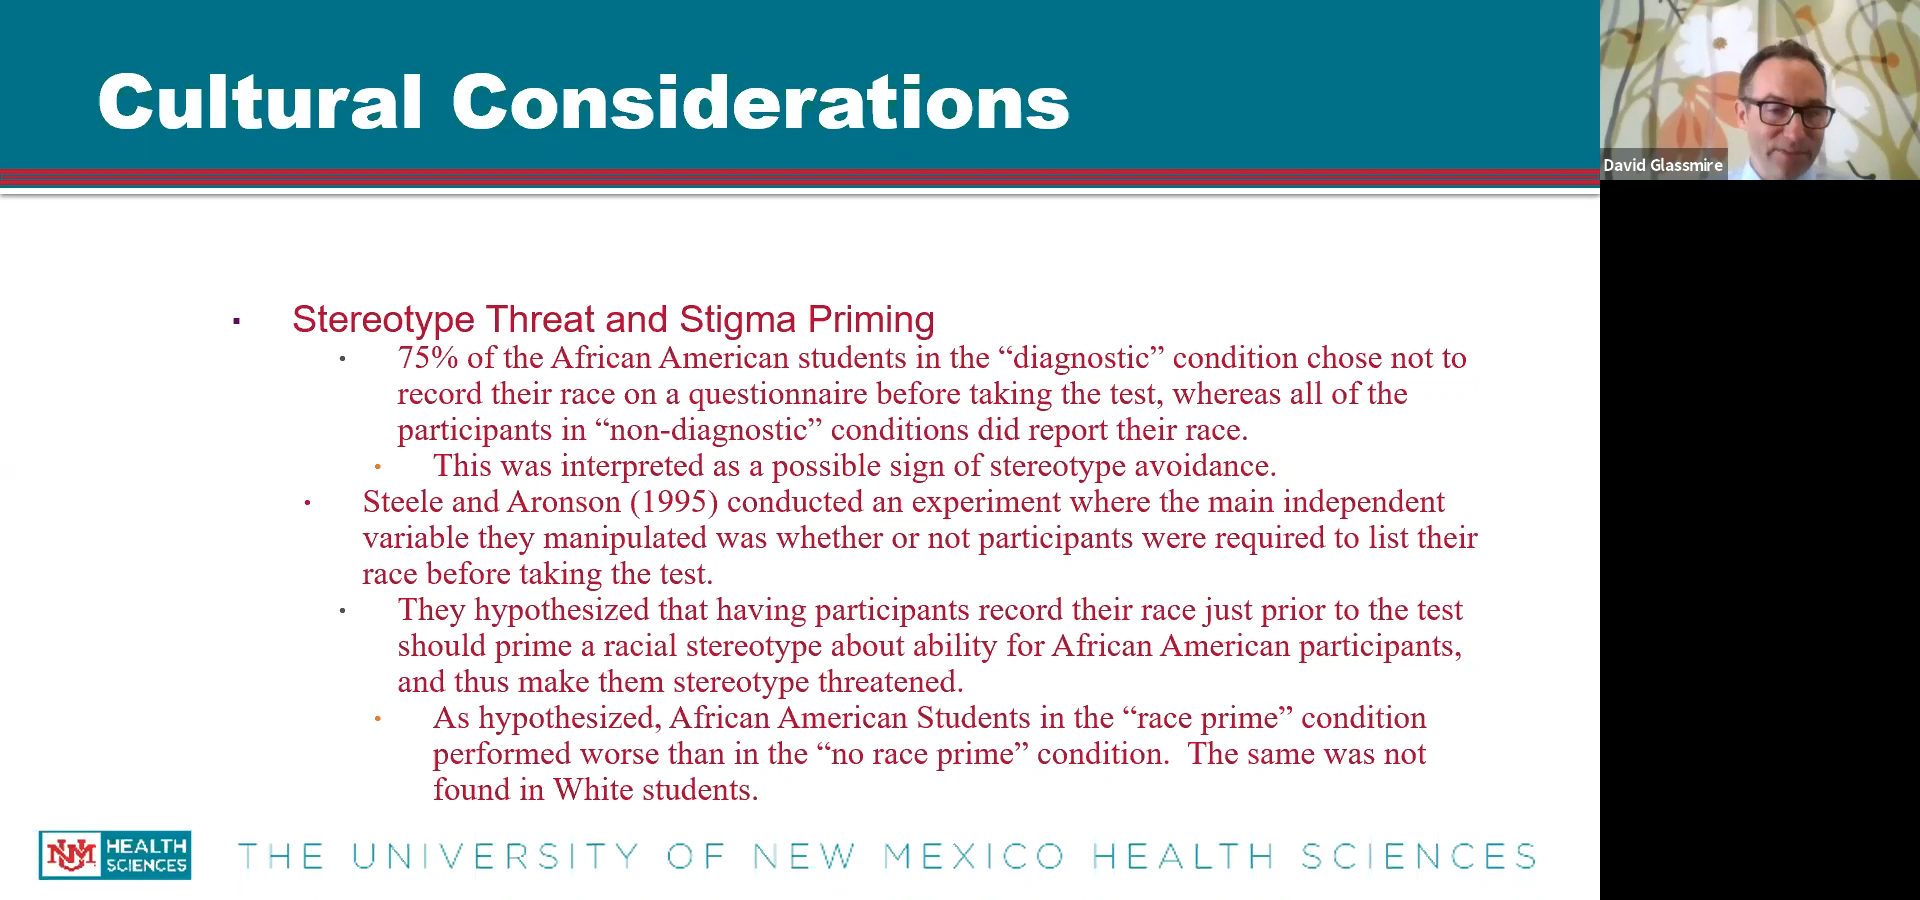 Cultural Considerations
David Glassmire
Stereotype Threat and Stigma Priming
75% of the African American students in the “diagnostic” condition chose not to
record their race on a questionnaire before taking the test, whereas all of the
participants in “non-diagnostic” conditions did report their race.
This was interpreted as a possible sign of stereotype avoidance.
Steele and Aronson (1995) conducted an experiment where the main independent
variable they manipulated was whether or not participants were required to list their
race before taking the test.
They hypothesized that having participants record their race just prior to the test
should prime a racial stereotype about ability for African American participants,
and thus make them stereotype threatened.
As hypothesized, African American Students in the “race prime” condition
performed worse than in the “no race prime” condition.  The same was not
found in White students.
UNM HEALTH
SCIENCES
THE UNIVERSITY OF NEW MEXICO HEALTH SCIENCES